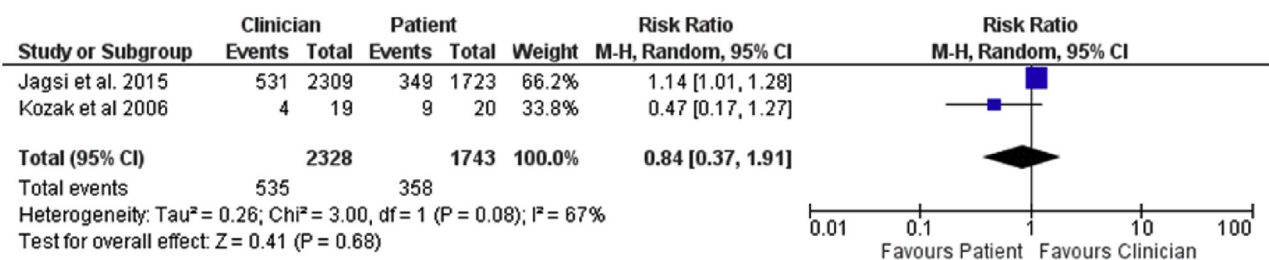 Clinician Patient Risk Ratio Risk Ratio
Study or Subgroup Events Total Events Total Weight M-H, Random, 95% CI M-H, Random, 95% CI
Jagsi et al. 2015 531 2309 349 1723 66.2% 1.14 [1.01, 1.28]
Kozak et al 2006 4 19 9 20 33.8% 0.47 [0.17, 1.27]
Total (95% CI) 2328 1743 100.0% 0.84 [0.37, 1.91]
Total events 535 358
Heterogeneity: Tau² = 0.26; Chi² = 3.00, df = 1 (P = 0.08); I² = 67%
Test for overall effect: Z = 0.41 (P = 0.68)
0.01 0.1 1 10 100
Favours Patient Favours Clinician